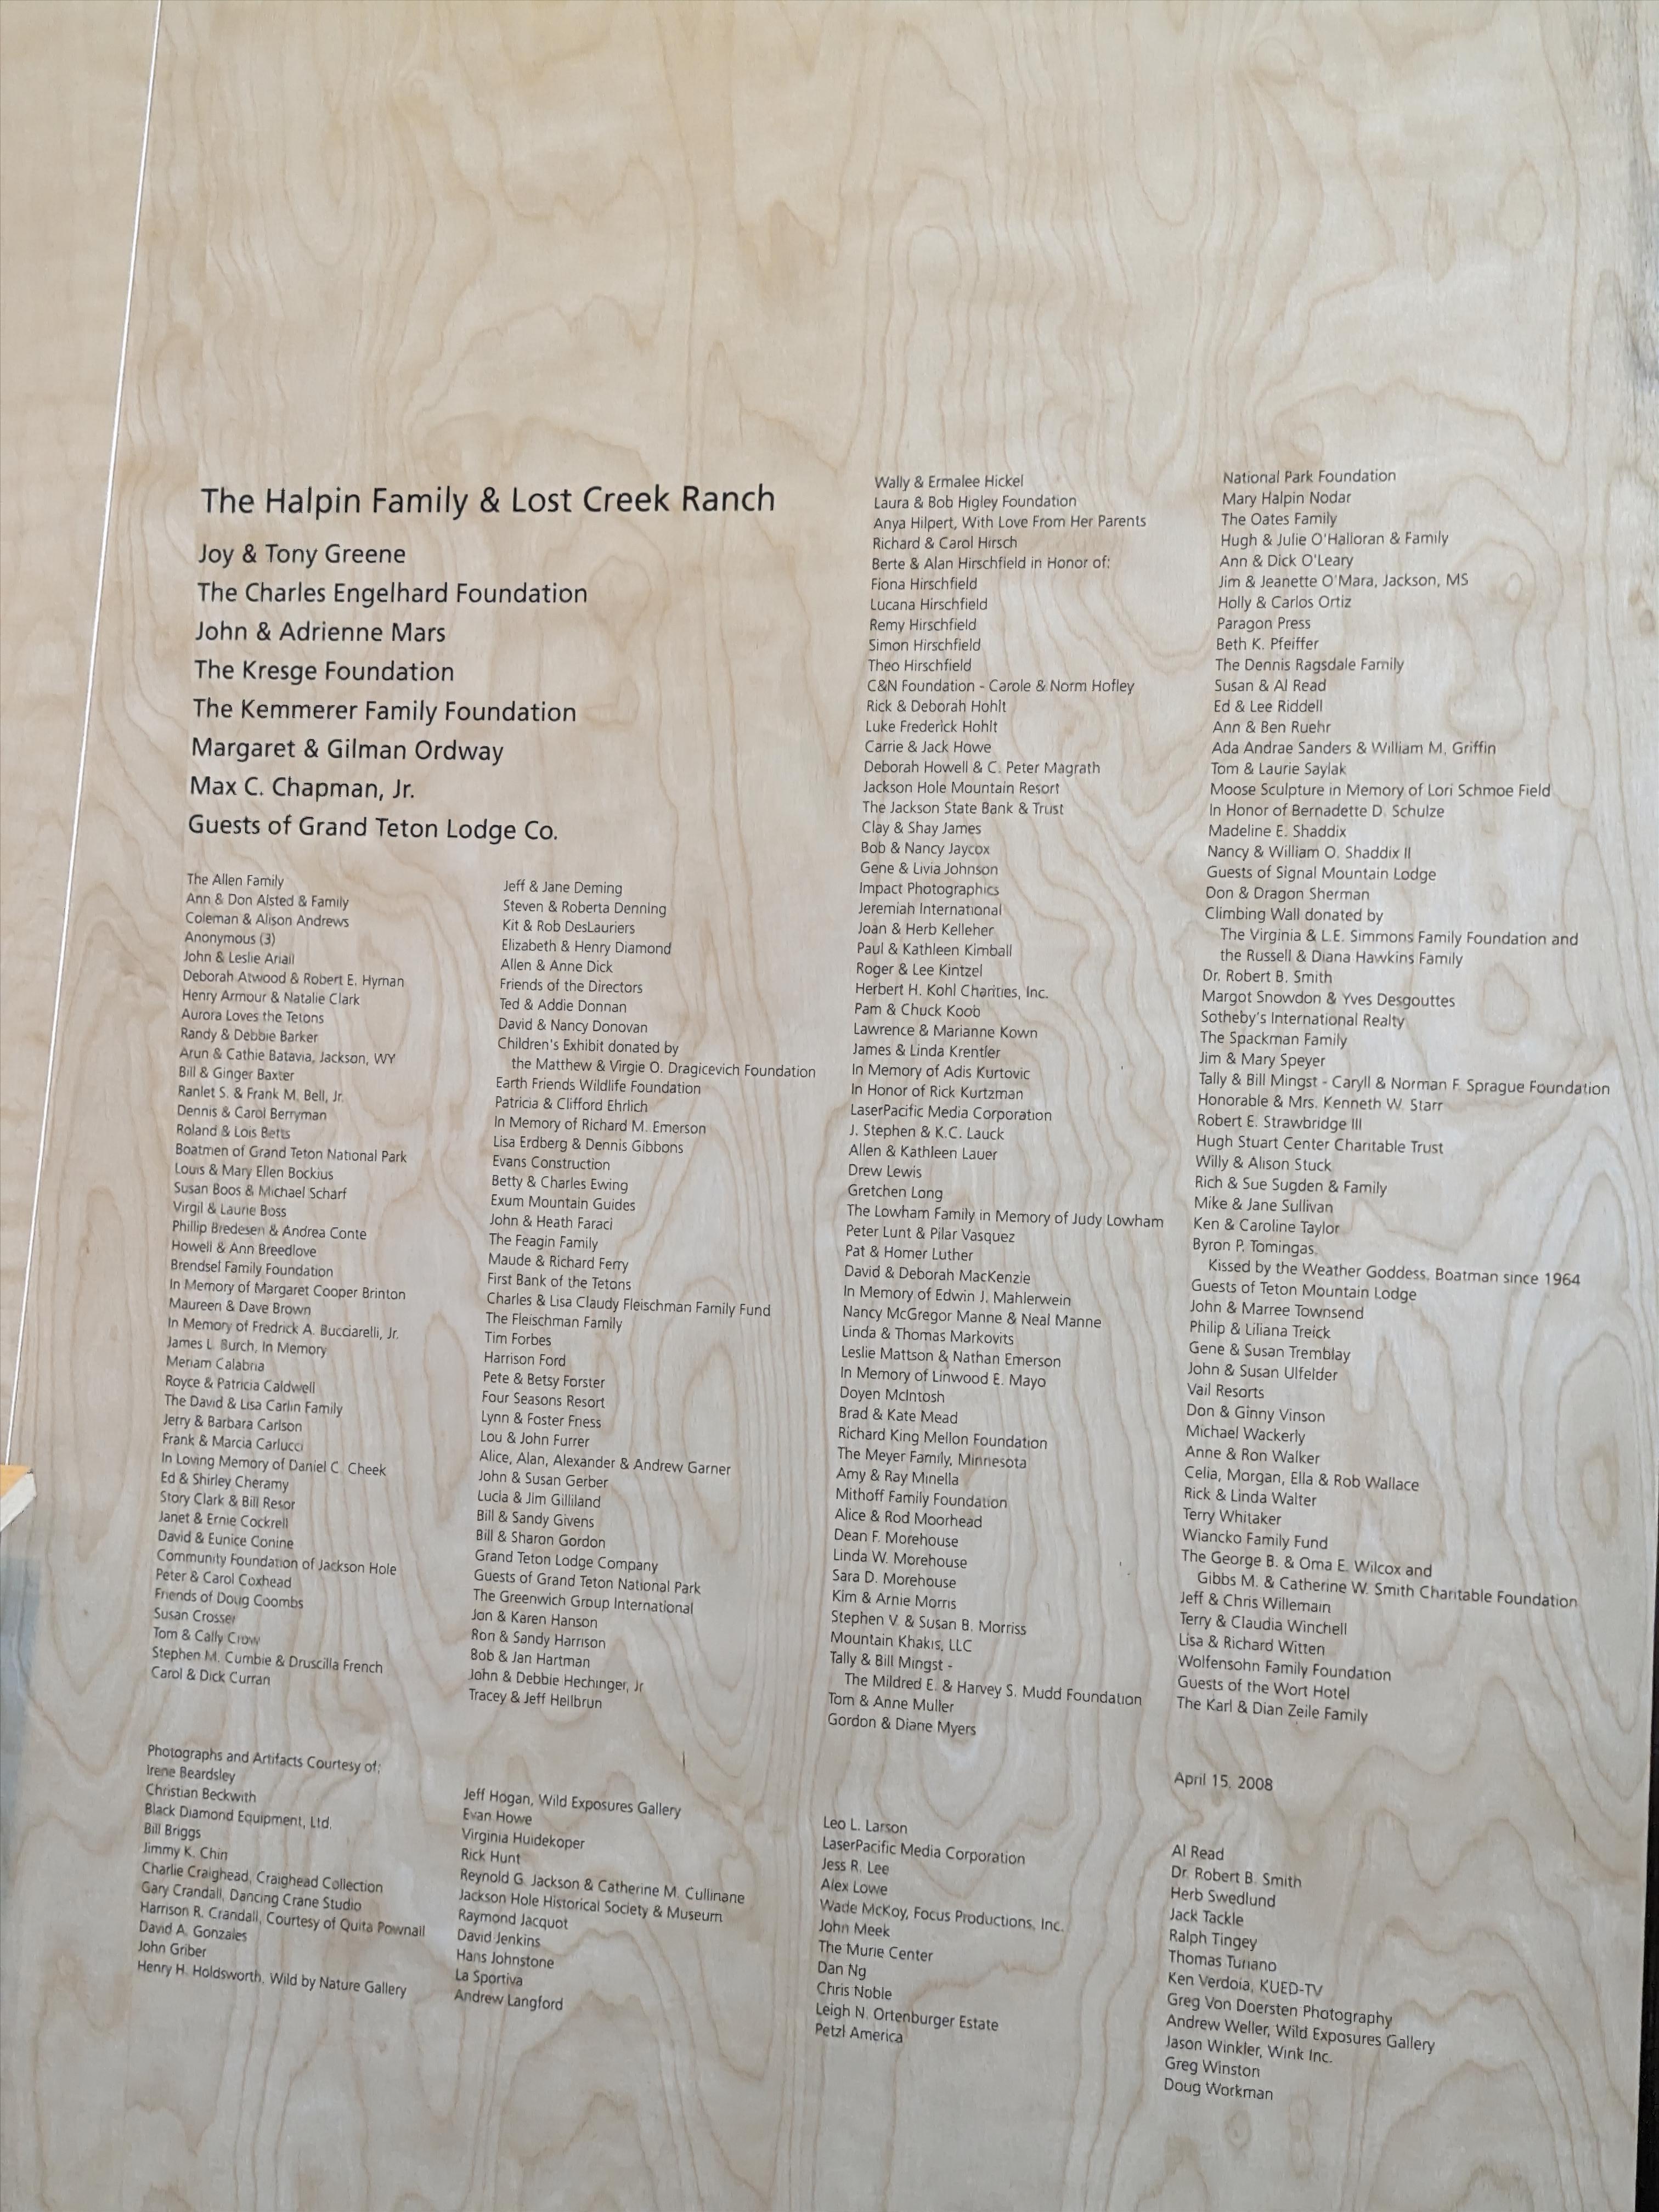 The Halpin Family & Lost Creek Ranch
Joy & Tony Greene
The Charles Engelhard Foundation
John & Adrienne Mars
The Kresge Foundation
The Kemmerer Family Foundation
Margaret & Gilman Ordway
Max C. Chapman, Jr.
Guests of Grand Teton Lodge Co.
The Allen Family
Ann & Don Alsted & Family
Coleman & Alison Andrews
Anonymous (3)
John & Leslie Ariail
Deborah Atwood & Robert E. Hyman
Henry Armour & Natalie Clark
Aurora Loves the Tetons
Randy & Debbie Barker
Arun & Cathie Batavia, Jackson, WY
Bill & Ginger Baxter
Ranlet S. & Frank M. Bell, Jr.
Dennis & Carol Berryman
Roland & Lois Betts
Boatmen of Grand Teton National Park
Louis & Mary Ellen Bockius
Susan Boos & Michael Scharf
Virgil & Laurie Boss
Phillip Bredesen & Andrea Conte
Howell & Ann Breedlove
Brendsel Family Foundation
In Memory of Margaret Cooper Brinton
Maureen & Dave Brown
In Memory of Fredrick A. Bucciarelli, Jr.
James L. Burch, In Memory
Meriam Calabria
Royce & Patricia Caldwell
The David & Lisa Carlin Family
Jerry & Barbara Carlson
Frank & Marcia Carlucci
In Loving Memory of Daniel C. Cheek
Ed & Shirley Cheramy
Story Clark & Bill Resor
Janet & Ernie Cockrell
David & Eunice Conine
Community Foundation of Jackson Hole
Peter & Carol Coxhead
Friends of Doug Coombs
Susan Crosser
Tom & Cally Crow
Stephen M. Cumbie & Druscilla French
Carol & Dick Curran
Jeff & Jane Deming
Steven & Roberta Denning
Kit & Rob DesLauriers
Elizabeth & Henry Diamond
Allen & Anne Dick
Friends of the Directors
Ted & Addie Donnan
David & Nancy Donovan
Children's Exhibit donated by
the Matthew & Virgie O. Dragicevich Foundation
Earth Friends Wildlife Foundation
Patricia & Clifford Ehrlich
In Memory of Richard M. Emerson
Lisa Erdberg & Dennis Gibbons
Evans Construction
Betty & Charles Ewing
Exum Mountain Guides
John & Heath Faraci
The Feagin Family
Maude & Richard Ferry
First Bank of the Tetons
Charles & Lisa Claudy Fleischman Family Fund
The Fleischman Family
Tim Forbes
Harrison Ford
Pete & Betsy Forster
Four Seasons Resort
Lynn & Foster Friess
Lou & John Furrer
Alice, Alan, Alexander & Andrew Garner
John & Susan Gerber
Lucia & Jim Gilliland
Bill & Sandy Givens
Bill & Sharon Gordon
Grand Teton Lodge Company
Guests of Grand Teton National Park
The Greenwich Group International
Jon & Karen Hanson
Ron & Sandy Harrison
Bob & Jan Hartman
John & Debbie Hechinger, Jr
Tracey & Jeff Heilbrun
Wally & Ermalee Hickel
Laura & Bob Higley Foundation
Anya Hilpert, With Love From Her Parents
Richard & Carol Hirsch
Berte & Alan Hirschfield in Honor of:
Fiona Hirschfield
Lucana Hirschfield
Remy Hirschfield
Simon Hirschfield
Theo Hirschfield
C&N Foundation - Carole & Norm Hofley
Rick & Deborah Hohlt
Luke Frederick Hohlt
Carrie & Jack Howe
Deborah Howell & C. Peter Magrath
Jackson Hole Mountain Resort
The Jackson State Bank & Trust
Clay & Shay James
Bob & Nancy Jaycox
Gene & Livia Johnson
Impact Photographics
Jeremiah International
Joan & Herb Kelleher
Paul & Kathleen Kimball
Roger & Lee Kintzel
Herbert H. Kohl Charities, Inc.
Pam & Chuck Koob
Lawrence & Marianne Kown
James & Linda Krentler
In Memory of Adis Kurtovic
In Honor of Rick Kurtzman
LaserPacific Media Corporation
J. Stephen & K.C. Lauck
Allen & Kathleen Lauer
Drew Lewis
Gretchen Long
The Lowham Family in Memory of Judy Lowham
Peter Lunt & Pilar Vasquez
Pat & Homer Luther
David & Deborah MacKenzie
In Memory of Edwin J. Mahlerwein
Nancy McGregor Manne & Neal Manne
Linda & Thomas Markovits
Leslie Mattson & Nathan Emerson
In Memory of Linwood E. Mayo
Doyen McIntosh
Brad & Kate Mead
Richard King Mellon Foundation
The Meyer Family, Minnesota
Amy & Ray Minella
Mithoff Family Foundation
Alice & Rod Moorhead
Dean F. Morehouse
Linda W. Morehouse
Sara D. Morehouse
Kim & Arnie Morris
Stephen V. & Susan B. Morriss
Mountain Khakis, LLC
Tally & Bill Mingst -
The Mildred E. & Harvey S. Mudd Foundation
Tom & Anne Muller
Gordon & Diane Myers
National Park Foundation
Mary Halpin Nodar
The Oates Family
Hugh & Julie O'Halloran & Family
Ann & Dick O'Leary
Jim & Jeanette O'Mara, Jackson, MS
Holly & Carlos Ortiz
Paragon Press
Beth K. Pfeiffer
The Dennis Ragsdale Family
Susan & Al Read
Ed & Lee Riddell
Ann & Ben Ruehr
Ada Andrae Sanders & William M. Griffin
Tom & Laurie Saylak
Moose Sculpture in Memory of Lori Schmoe Field
In Honor of Bernadette D. Schulze
Madeline E. Shaddix
Nancy & William O. Shaddix II
Guests of Signal Mountain Lodge
Don & Dragon Sherman
Climbing Wall donated by
The Virginia & L.E. Simmons Family Foundation and
the Russell & Diana Hawkins Family
Dr. Robert B. Smith
Margot Snowdon & Yves Desgouttes
Sotheby's International Realty
The Spackman Family
Jim & Mary Speyer
Tally & Bill Mingst - Caryll & Norman F. Sprague Foundation
Honorable & Mrs. Kenneth W. Starr
Robert E. Strawbridge III
Hugh Stuart Center Charitable Trust
Willy & Alison Stuck
Rich & Sue Sugden & Family
Mike & Jane Sullivan
Ken & Caroline Taylor
Byron P. Tomingas,
Kissed by the Weather Goddess, Boatman since 1964
Guests of Teton Mountain Lodge
John & Marree Townsend
Philip & Liliana Treick
Gene & Susan Tremblay
John & Susan Ulfelder
Vail Resorts
Don & Ginny Vinson
Michael Wackerly
Anne & Ron Walker
Celia, Morgan, Ella & Rob Wallace
Rick & Linda Walter
Terry Whitaker
Wiancko Family Fund
The George B. & Oma E. Wilcox and
Gibbs M. & Catherine W. Smith Charitable Foundation
Jeff & Chris Willemain
Terry & Claudia Winchell
Lisa & Richard Witten
Wolfensohn Family Foundation
Guests of the Wort Hotel
The Karl & Dian Zeile Family
April 15, 2008
Photographs and Artifacts Courtesy of:
Irene Beardsley
Christian Beckwith
Black Diamond Equipment, Ltd.
Bill Briggs
Jimmy K. Chin
Charlie Craighead, Craighead Collection
Gary Crandall, Dancing Crane Studio
Harrison R. Crandall, Courtesy of Quita Pownall
David A. Gonzales
John Griber
Henry H. Holdsworth, Wild by Nature Gallery
Jeff Hogan, Wild Exposures Gallery
Evan Howe
Virginia Huidekoper
Rick Hunt
Reynold G. Jackson & Catherine M. Cullinane
Jackson Hole Historical Society & Museum
Raymond Jacquot
David Jenkins
Hans Johnstone
La Sportiva
Andrew Langford
Leo L. Larson
LaserPacific Media Corporation
Jess R. Lee
Alex Lowe
Wade McKoy, Focus Productions, Inc.
John Meek
The Murie Center
Dan Ng
Chris Noble
Leigh N. Ortenburger Estate
Petzl America
Al Read
Dr. Robert B. Smith
Herb Swedlund
Jack Tackle
Ralph Tingey
Thomas Turiano
Ken Verdoia, KUED-TV
Greg Von Doersten Photography
Andrew Weller, Wild Exposures Gallery
Jason Winkler, Wink Inc.
Greg Winston
Doug Workman